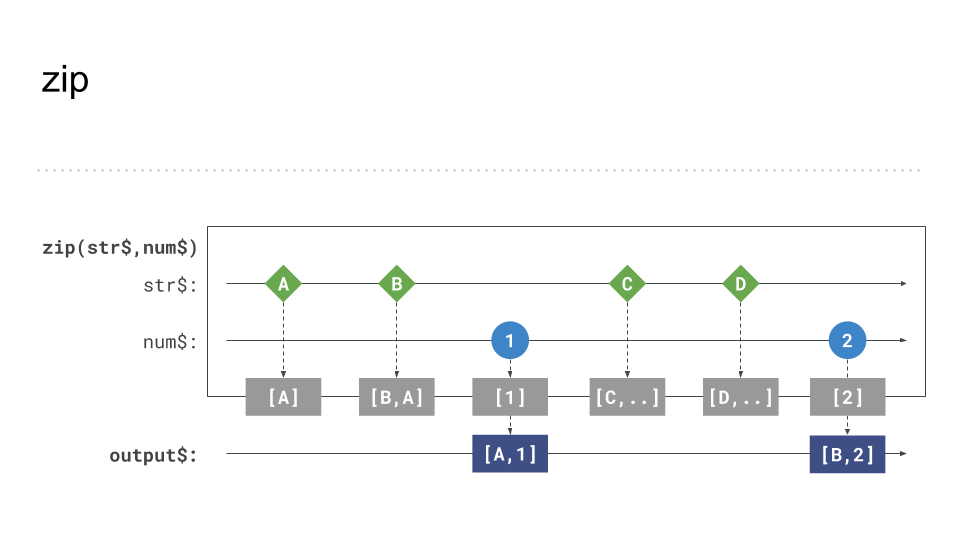 zip
zip(str$,num$)
str$: A B C D
num$: 1 2
[A] [B,A] [1] [C,..] [D,..] [2]
output$: [A,1] [B,2]